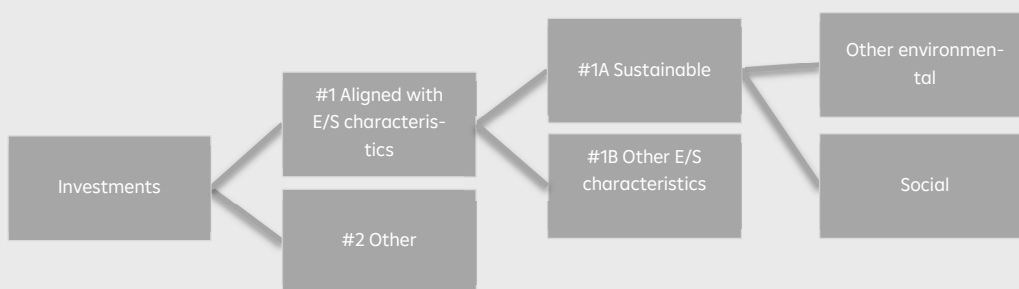 Investments
#1 Aligned with
E/S characteris-
tics
#2 Other
#1A Sustainable
#1B Other E/S
characteristics
Other environmen-
tal
Social